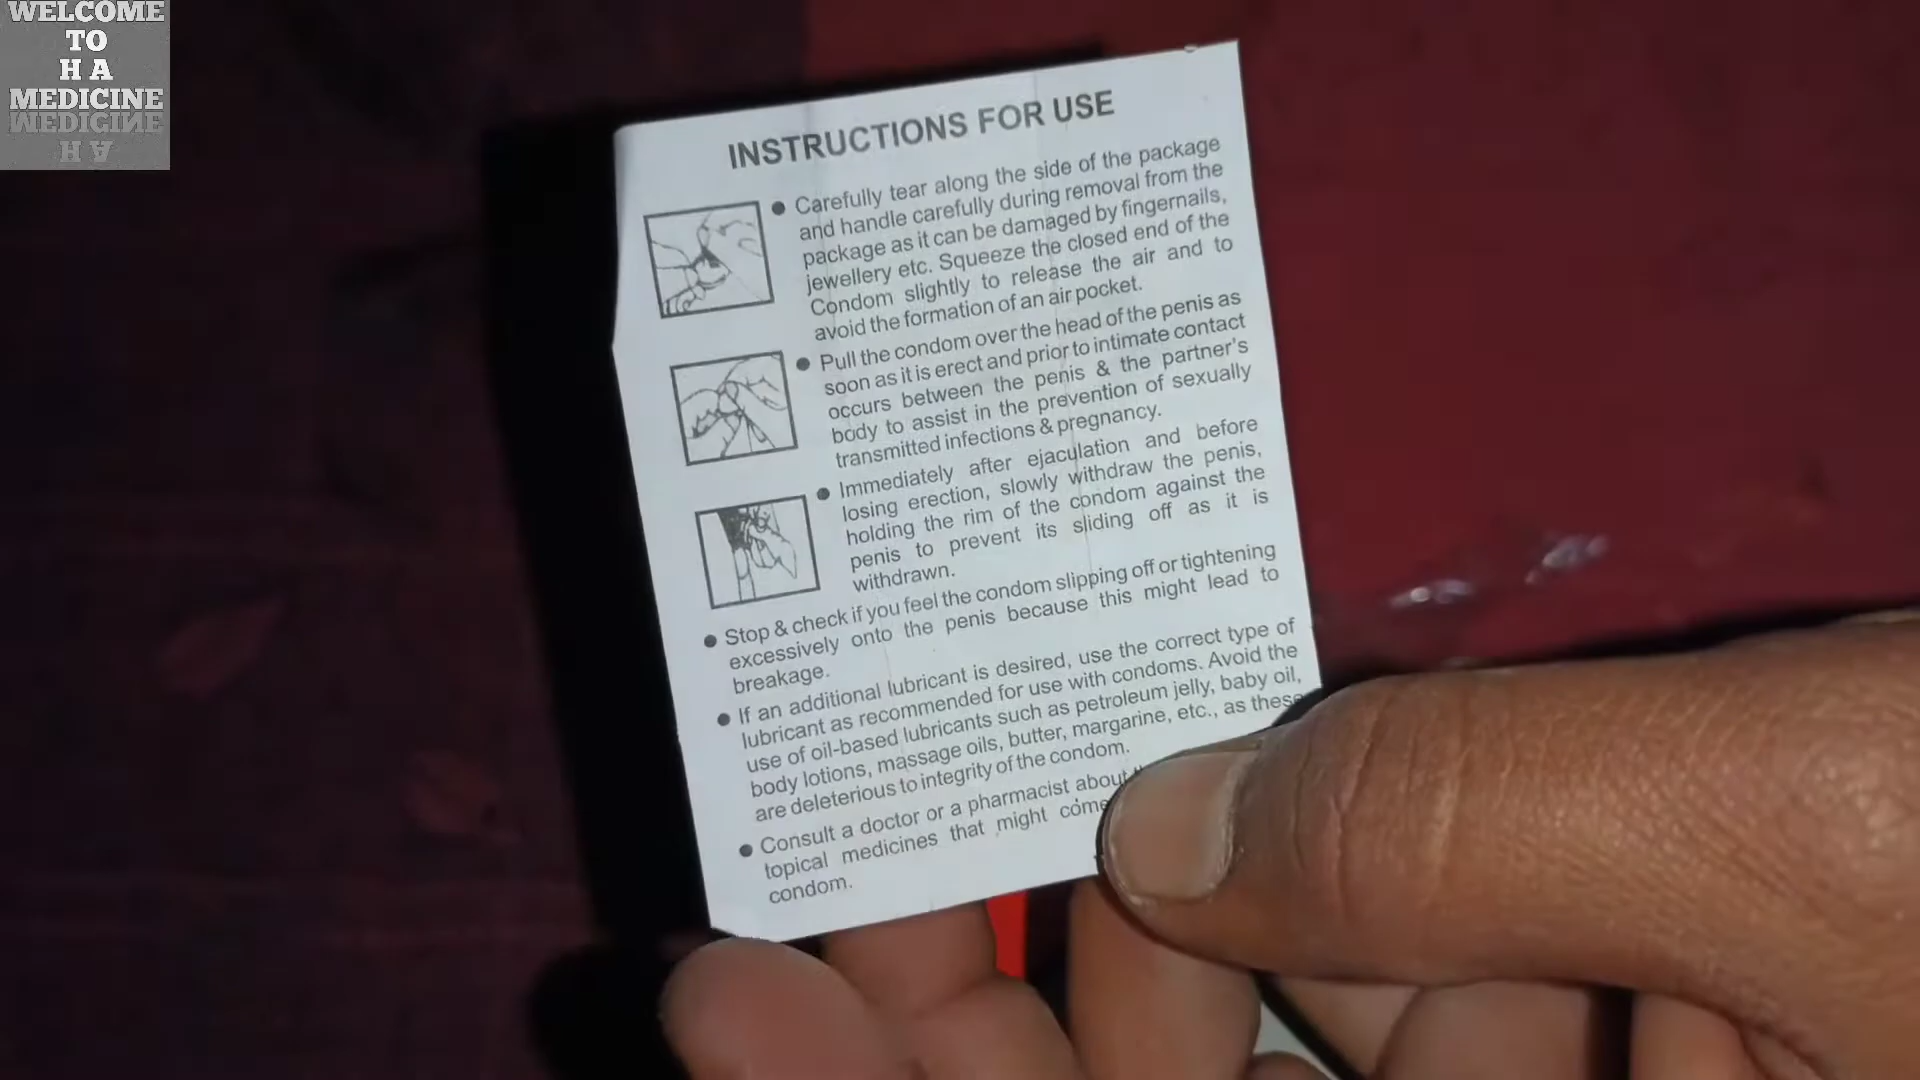 WELCOME
TO
H A
MEDICINE
INSTRUCTIONS FOR USE
● Carefully tear along the side of the package
and handle carefully during removal from the
package as it can be damaged by fingernails,
jewellery etc. Squeeze the closed end of the
Condom slightly to release the air and to
avoid the formation of an air pocket.
● Pull the condom over the head of the penis as
soon as it is erect and prior to intimate contact
occurs between the penis & the partner's
body to assist in the prevention of sexually
transmitted infections & pregnancy.
● Immediately after ejaculation and before
losing erection, slowly withdraw the penis,
holding the rim of the condom against the
penis to prevent its sliding off as it is
withdrawn.
● Stop & check if you feel the condom slipping off or tightening
excessively onto the penis because this might lead to
breakage.
● If an additional lubricant is desired, use the correct type of
lubricant as recommended for use with condoms. Avoid the
use of oil-based lubricants such as petroleum jelly, baby oil,
body lotions, massage oils, butter, margarine, etc., as these
are deleterious to integrity of the condom.
● Consult a doctor or a pharmacist about
topical medicines that might come
condom.